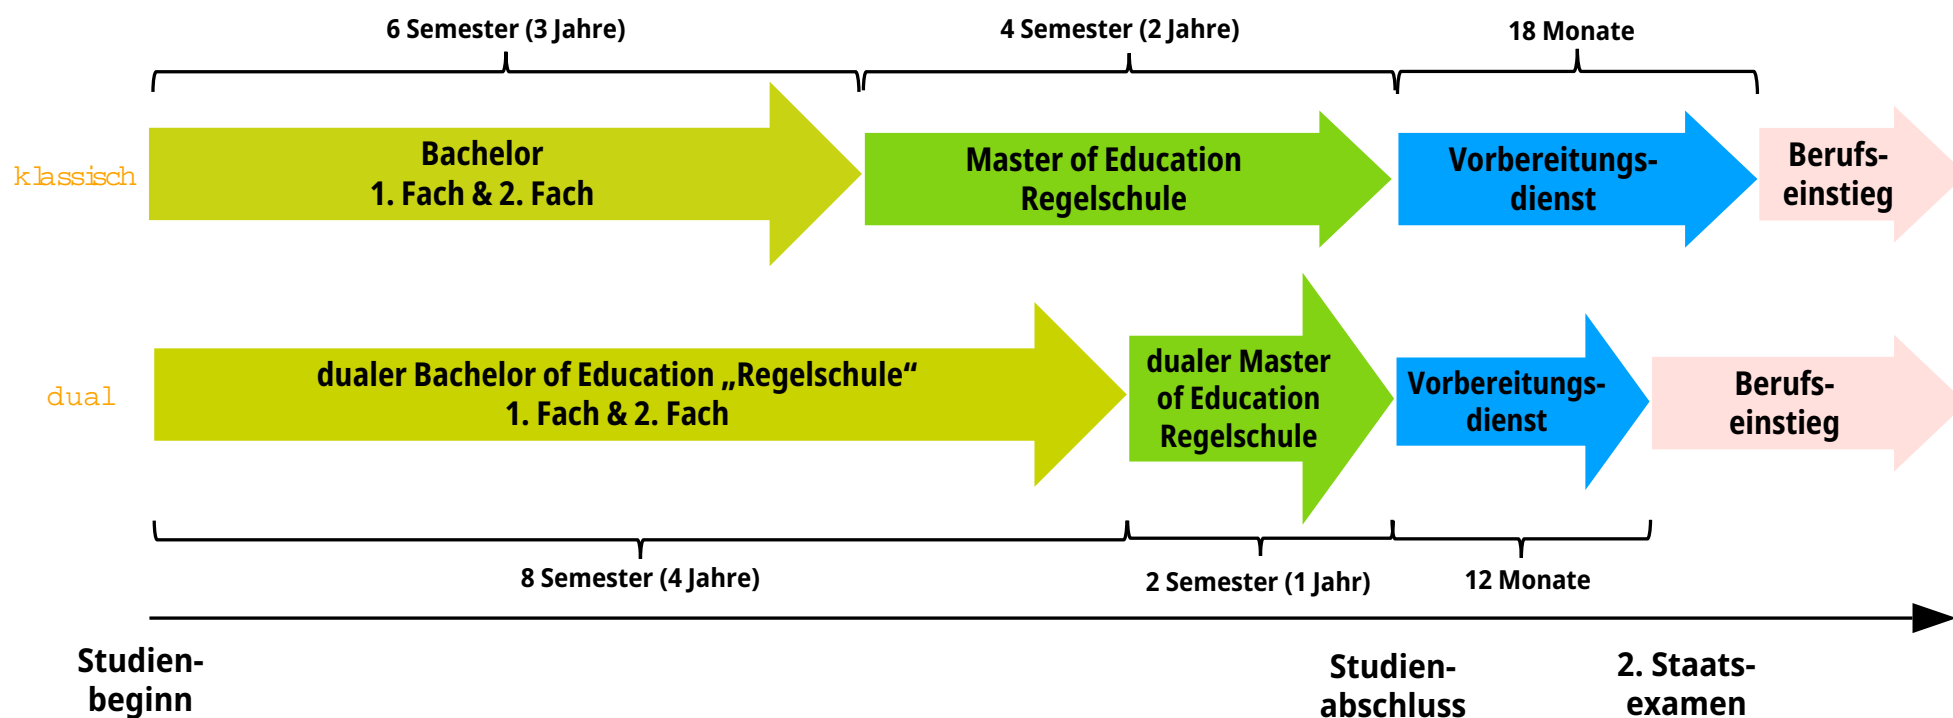 6 Semester (3 Jahre)
4 Semester (2 Jahre)
18 Monate
klassisch
Bachelor
1. Fach & 2. Fach
Master of Education
Regelschule
Vorbereitungs-
dienst
Berufs-
einstieg
dual
dualer Bachelor of Education „Regelschule“
1. Fach & 2. Fach
dualer Master
of Education
Regelschule
Vorbereitungs-
dienst
Berufs-
einstieg
8 Semester (4 Jahre)
2 Semester (1 Jahr)
12 Monate
Studien-
beginn
Studien-
abschluss
2. Staats-
examen